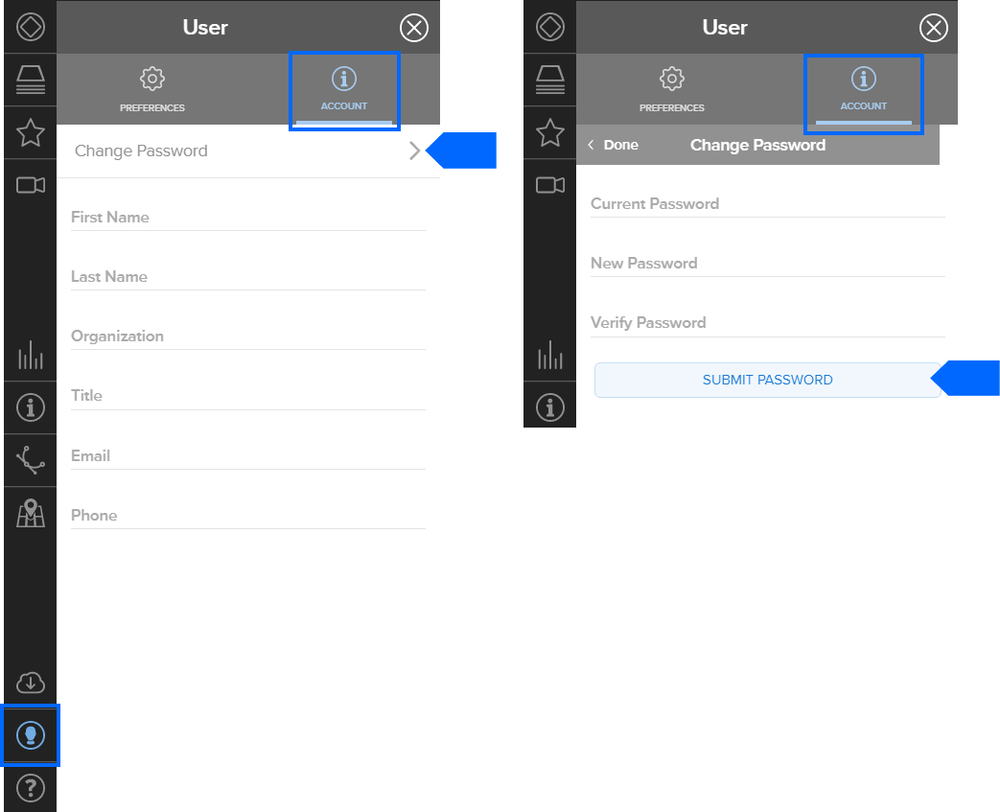 User
PREFERENCES
ACCOUNT
Change Password
First Name
Last Name
Organization
Title
Email
Phone
User
PREFERENCES
ACCOUNT
Done
Change Password
Current Password
New Password
Verify Password
SUBMIT PASSWORD